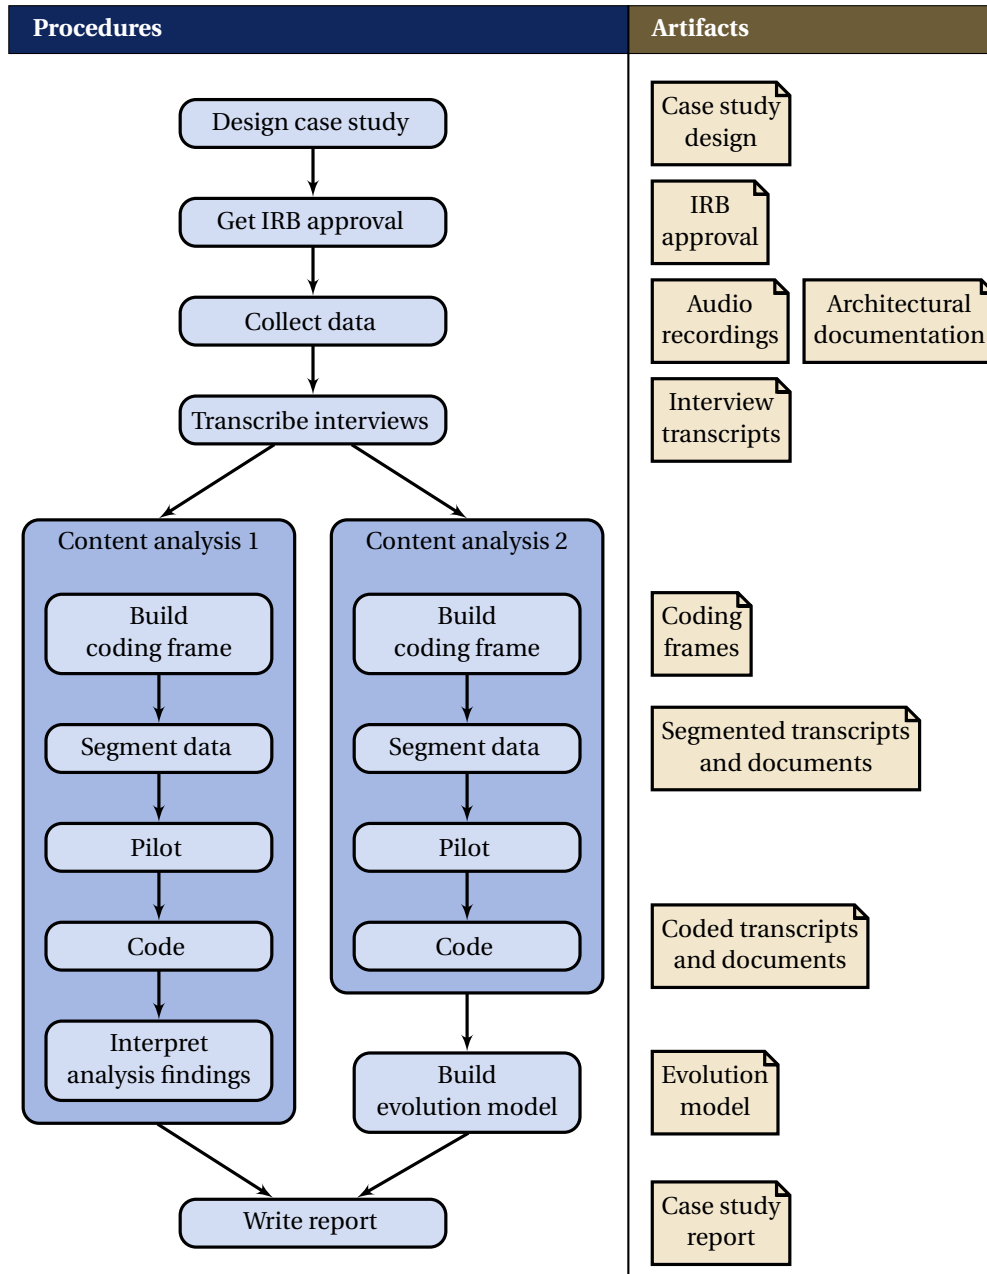 Procedures
Artifacts
Design case study
Case study
design
Get IRB approval
IRB
approval
Collect data
Audio
recordings
Architectural
documentation
Transcribe interviews
Interview
transcripts
Content analysis 1
Build
coding frame
Segment data
Pilot
Code
Interpret
analysis findings
Content analysis 2
Build
coding frame
Segment data
Pilot
Code
Build
evolution model
Coding
frames
Segmented transcripts
and documents
Coded transcripts
and documents
Evolution
model
Write report
Case study
report